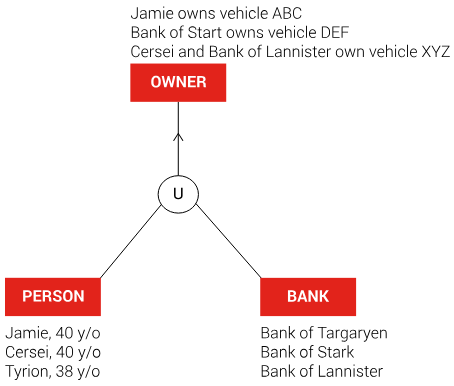 Jamie owns vehicle ABC
Bank of Start owns vehicle DEF
Cersei and Bank of Lannister own vehicle XYZ
OWNER
U
PERSON
BANK
Jamie, 40 y/o
Cersei, 40 y/o
Tyrion, 38 y/o
Bank of Targaryen
Bank of Stark
Bank of Lannister